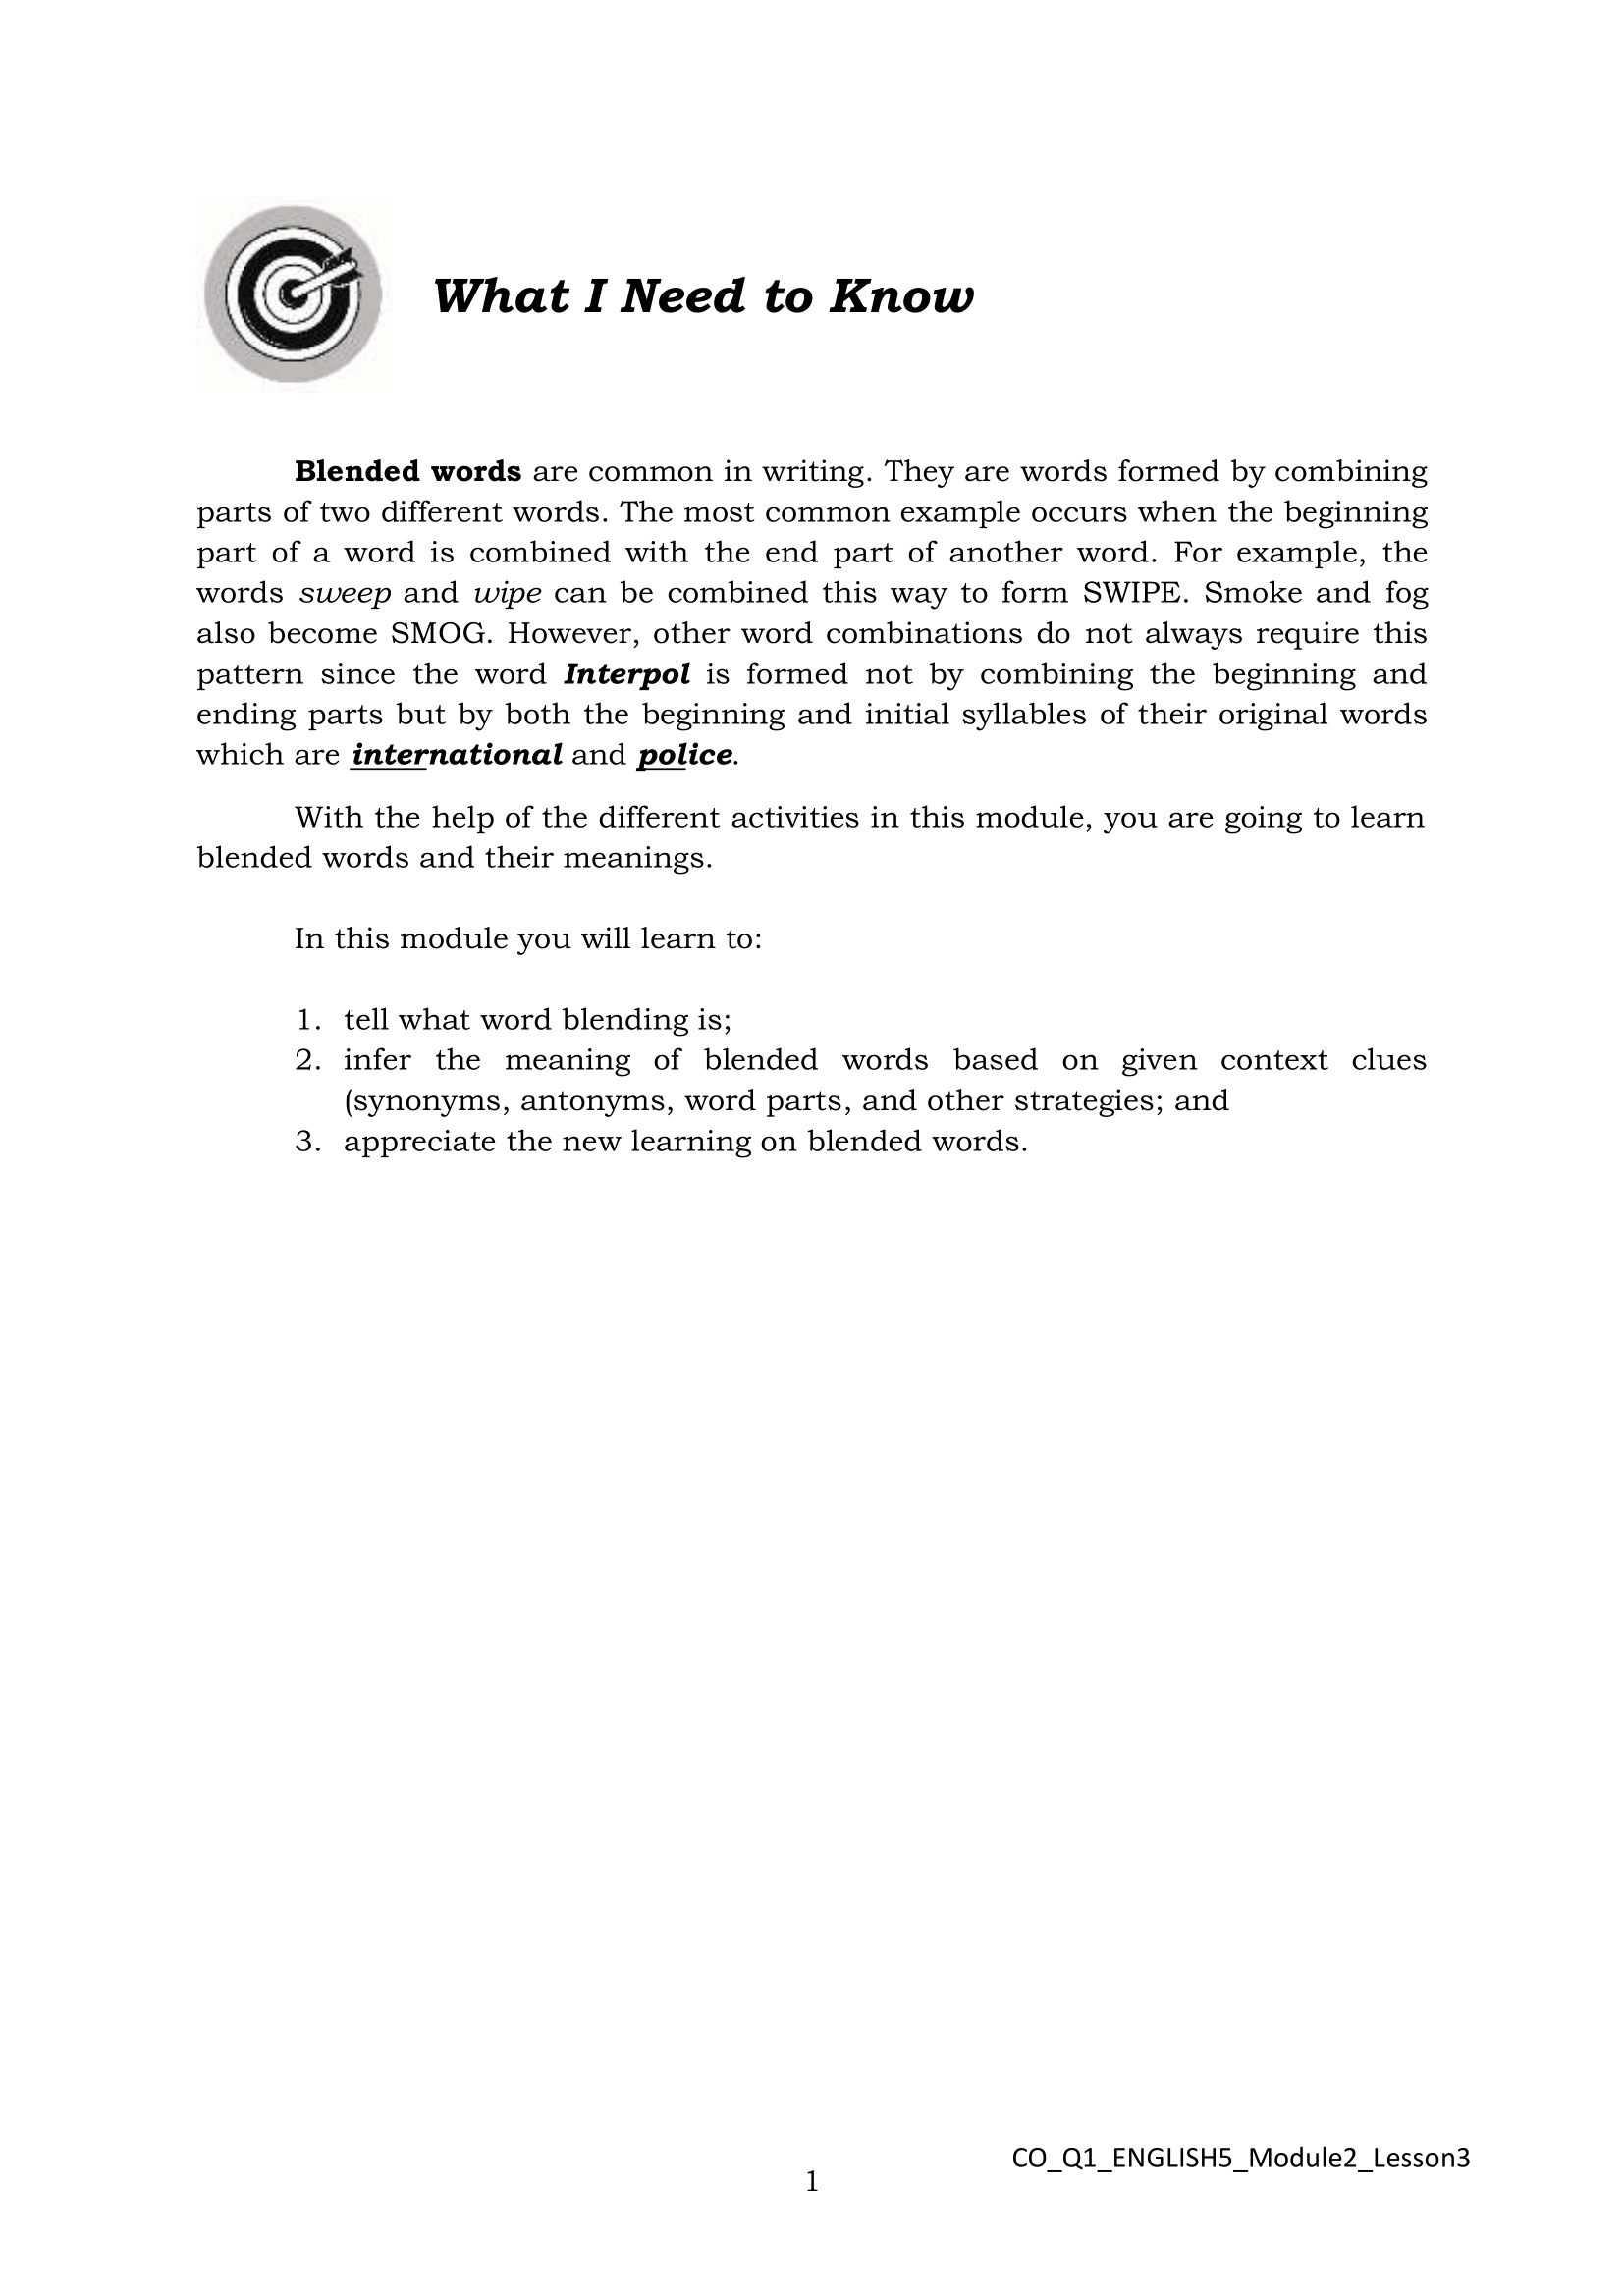 What I Need to Know
Blended words are common in writing. They are words formed by combining
parts of two different words. The most common example occurs when the beginning
part of a word is combined with the end part of another word. For example, the
words sweep and wipe can be combined this way to form SWIPE. Smoke and fog
also become SMOG. However, other word combinations do not always require this
pattern since the word Interpol is formed not by combining the beginning and
ending parts but by both the beginning and initial syllables of their original words
which are international and police.
With the help of the different activities in this module, you are going to learn
blended words and their meanings.
In this module you will learn to:
1. tell what word blending is;
2. infer the meaning of blended words based on given context clues
(synonyms, antonyms, word parts, and other strategies; and
3. appreciate the new learning on blended words.
CO_Q1_ENGLISH5_Module2_Lesson3
1